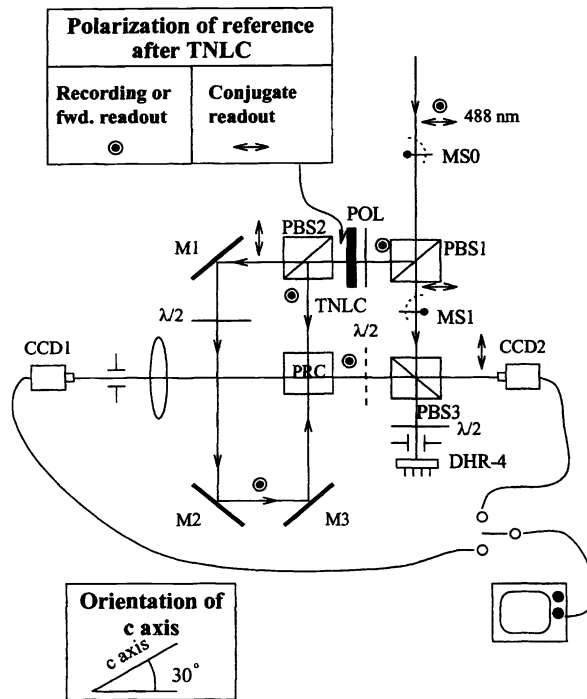 Polarization of reference
after TNLC
Recording or
fwd. readout
Conjugate
readout
488 nm
MS0
PBS2
POL
PBS1
M1
TNLC
MS1
λ/2
λ/2
CCD1
CCD2
PRC
PBS3
λ/2
DHR-4
M2
M3
Orientation of
c axis
c axis
30°